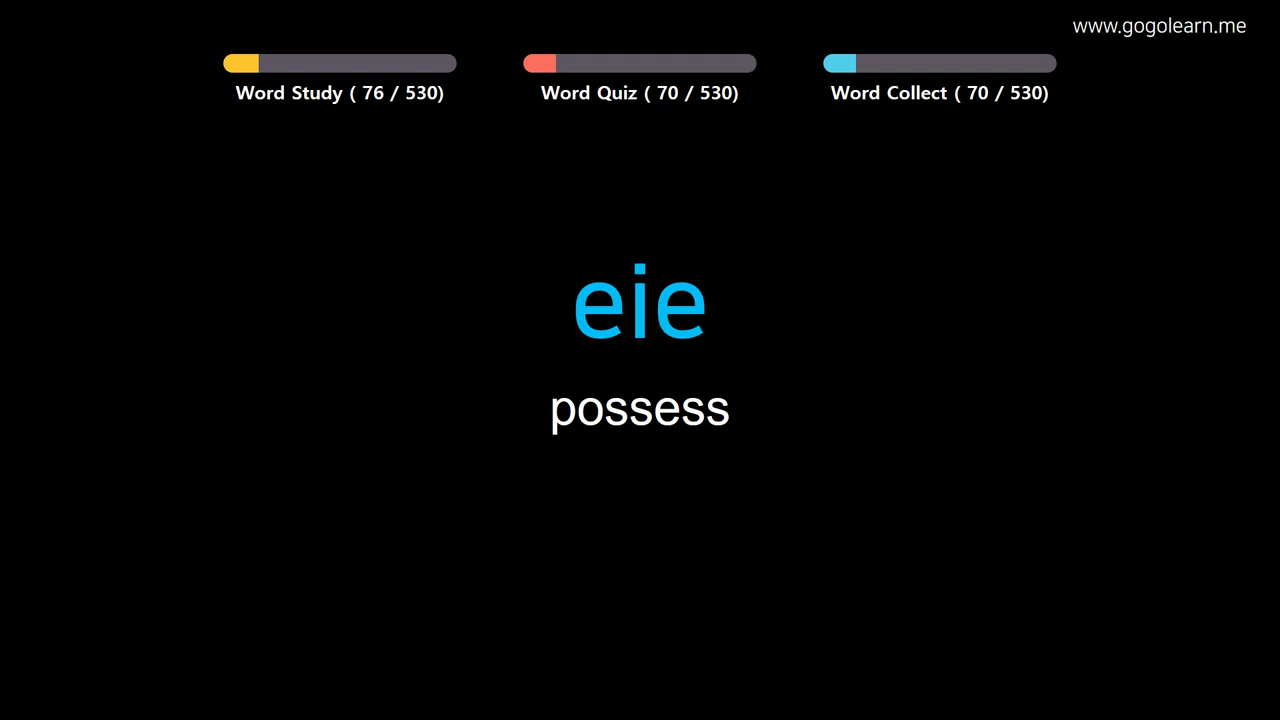 www.gogolearn.me
Word Study ( 76 / 530)
Word Quiz ( 70 / 530)
Word Collect ( 70 / 530)
eie
possess